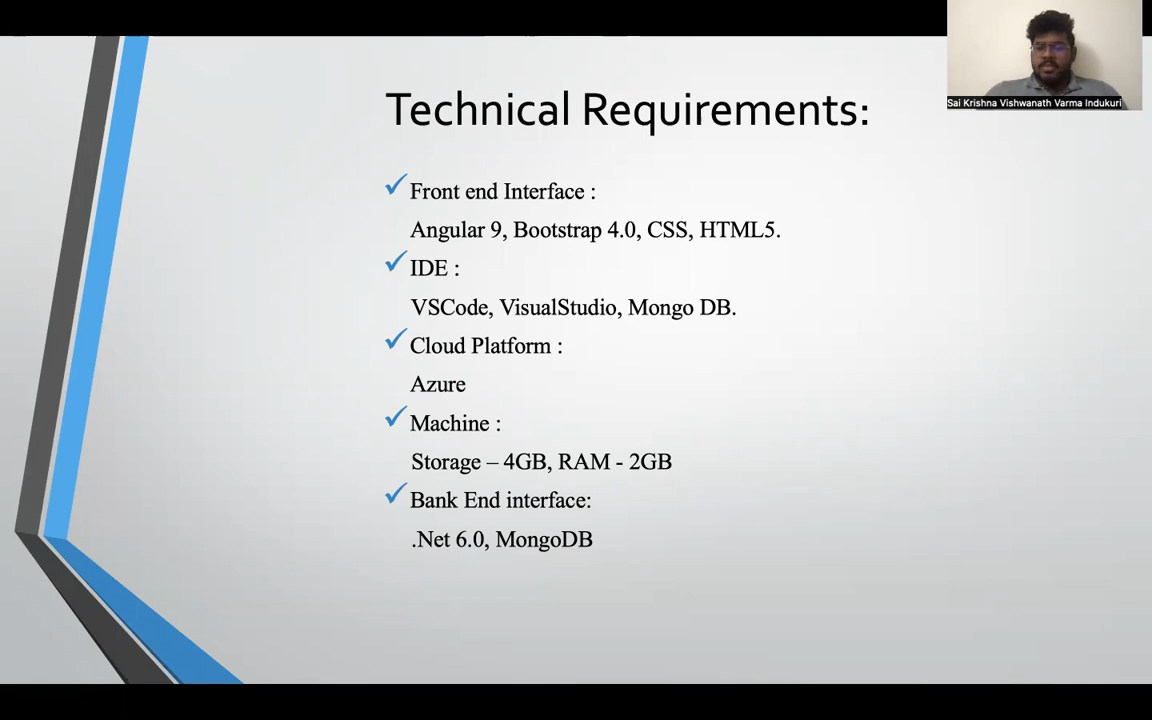 Technical Requirements:
Sai Krishna Vishwanath Varma Indukuri
Front end Interface :
Angular 9, Bootstrap 4.0, CSS, HTML5.
IDE :
VSCode, VisualStudio, Mongo DB.
Cloud Platform :
Azure
Machine :
Storage – 4GB, RAM - 2GB
Bank End interface:
.Net 6.0, MongoDB